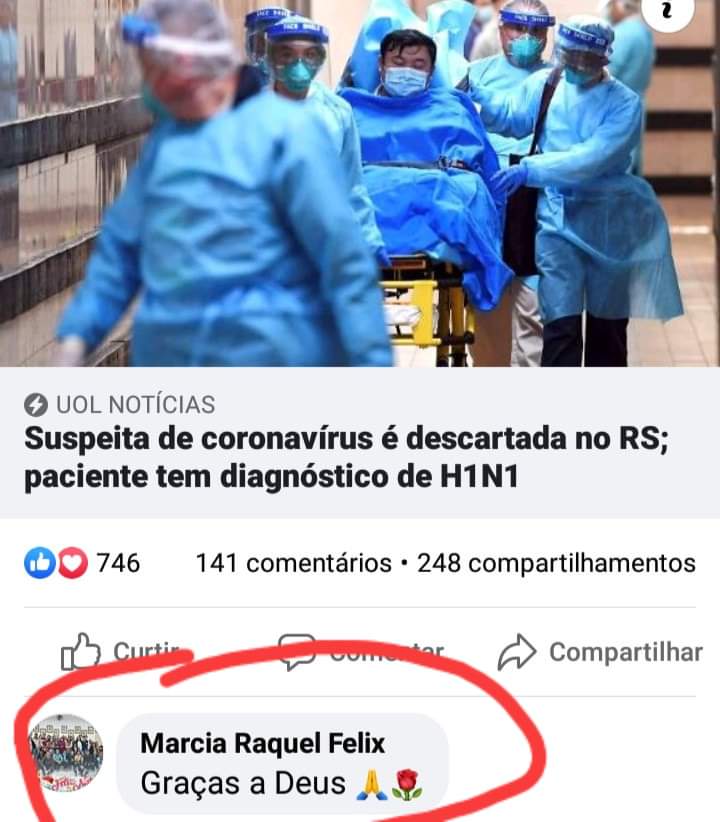 UOL NOTÍCIAS
Suspeita de coronavírus é descartada no RS;
paciente tem diagnóstico de H1N1
746 141 comentários • 248 compartilhamentos
Curtir Comentar Compartilhar
Marcia Raquel Felix
Graças a Deus 🙏🌹